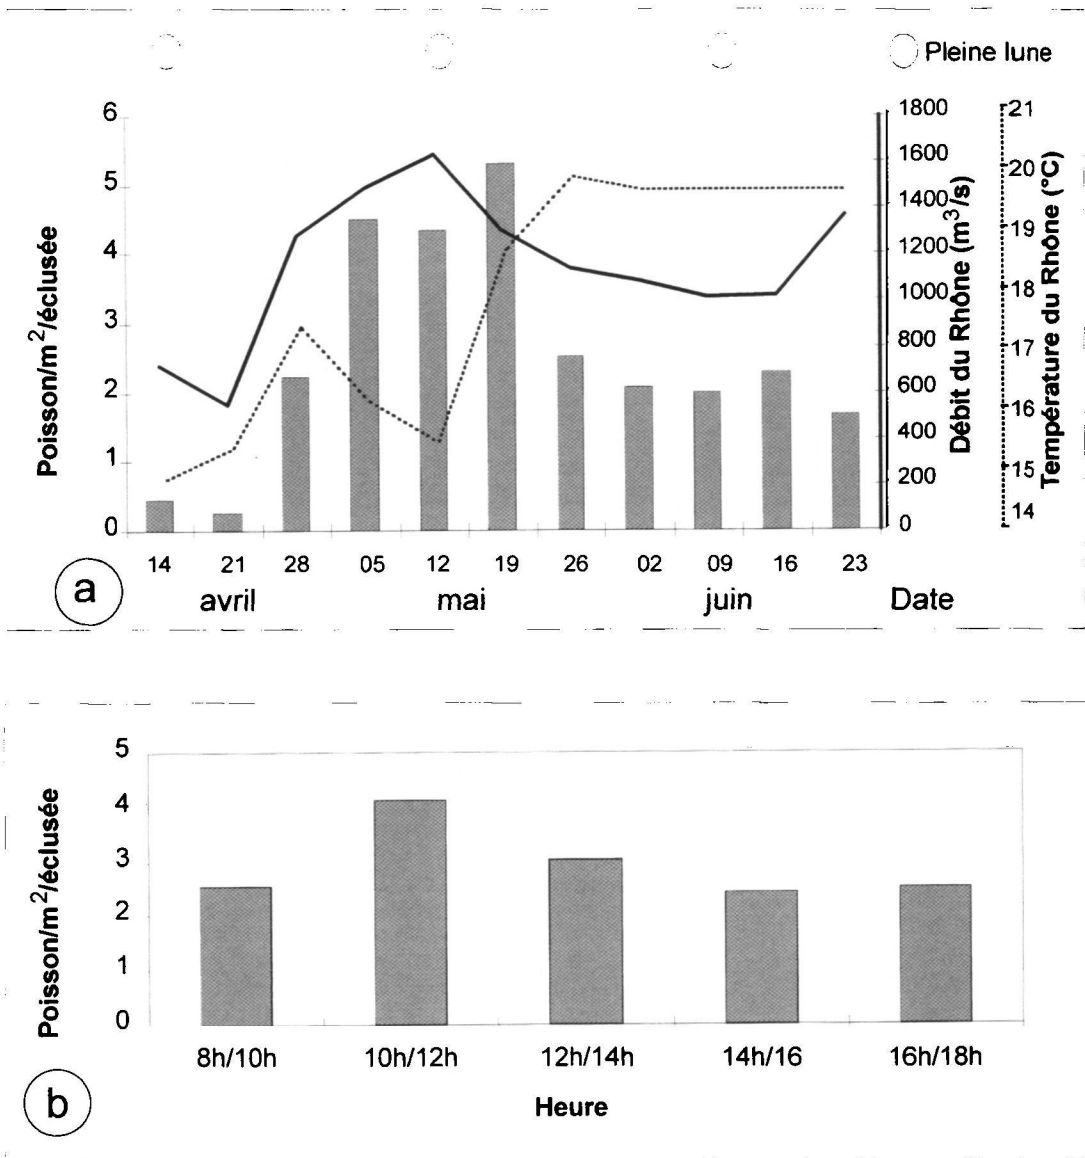 Pleine lune
6
5
4
3
2
1
0
Poisson/m²/éclusée
1800
1600
1400
1200
1000
800
600
400
200
0
Débit du Rhône (m³/s)
21
20
19
18
17
16
15
14
Température du Rhône (°C)
14 21 28 05 12 19 26 02 09 16 23
avril mai juin Date
a
5
4
3
2
1
0
Poisson/m²/éclusée
8h/10h 10h/12h 12h/14h 14h/16 16h/18h
Heure
b